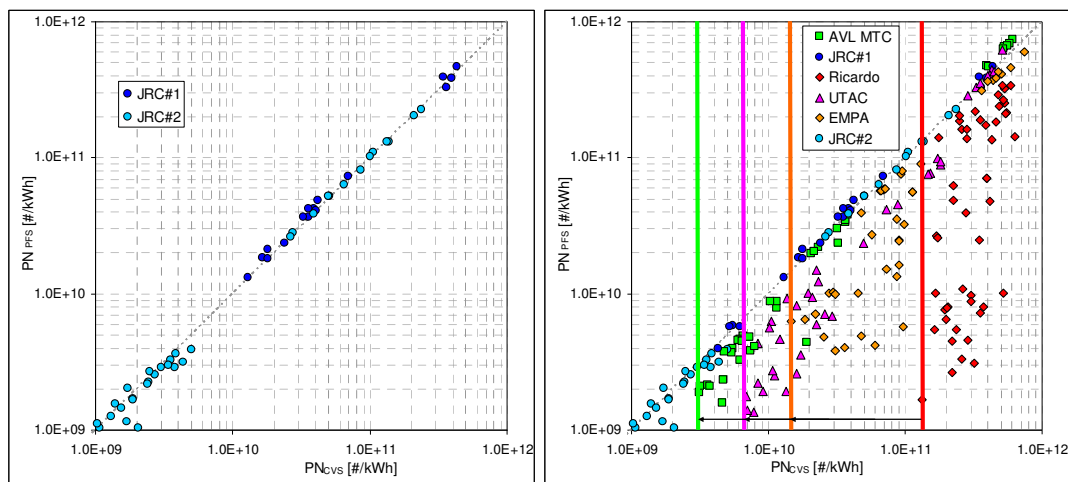 1.0E+12
1.0E+11
1.0E+10
1.0E+09
PN PFS [#/kWh]
JRC#1
JRC#2
1.0E+09 1.0E+10 1.0E+11 1.0E+12
PNCVS [#/kWh]
1.0E+12
1.0E+11
1.0E+10
1.0E+09
PN PFS [#/kWh]
AVL MTC
JRC#1
Ricardo
UTAC
EMPA
JRC#2
1.0E+09 1.0E+10 1.0E+11 1.0E+12
PNCVS [#/kWh]